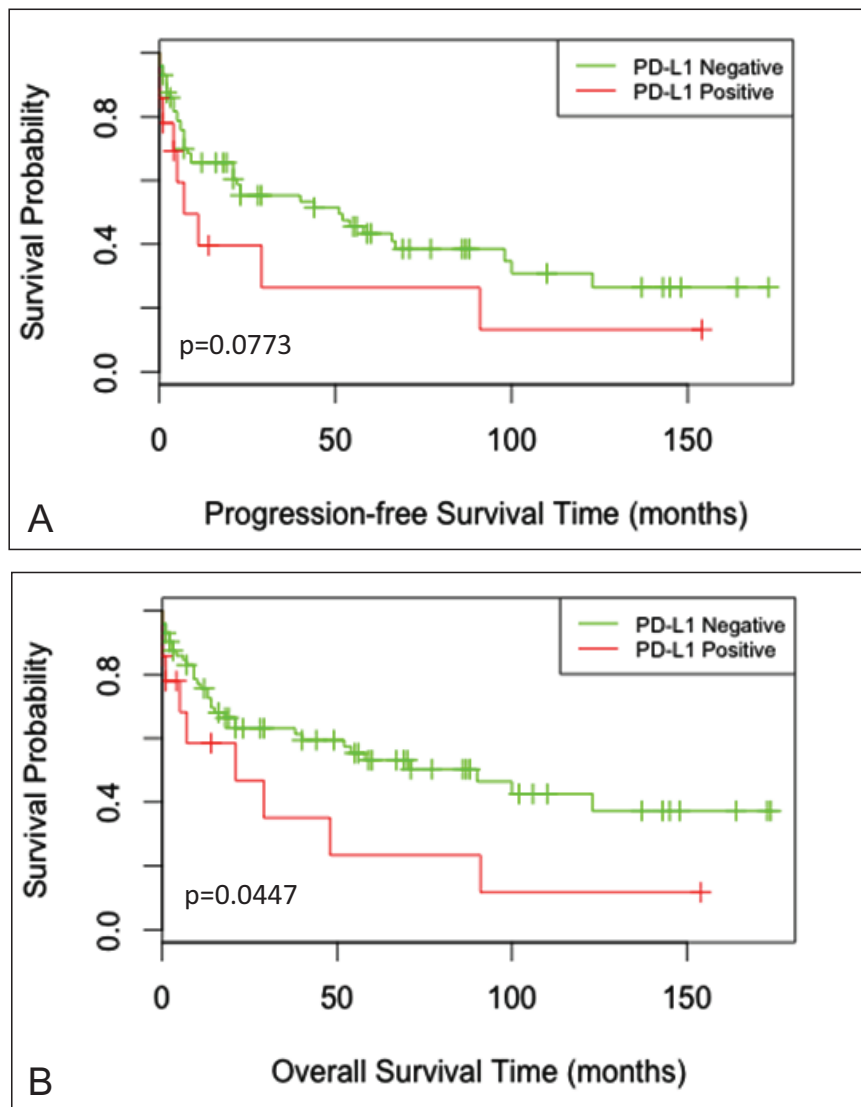 PD-L1 Negative
PD-L1 Positive
Survival Probability
0.8
0.4
0.0
p=0.0773
0 50 100 150
A
Progression-free Survival Time (months)
PD-L1 Negative
PD-L1 Positive
Survival Probability
0.8
0.4
0.0
p=0.0447
0 50 100 150
B
Overall Survival Time (months)